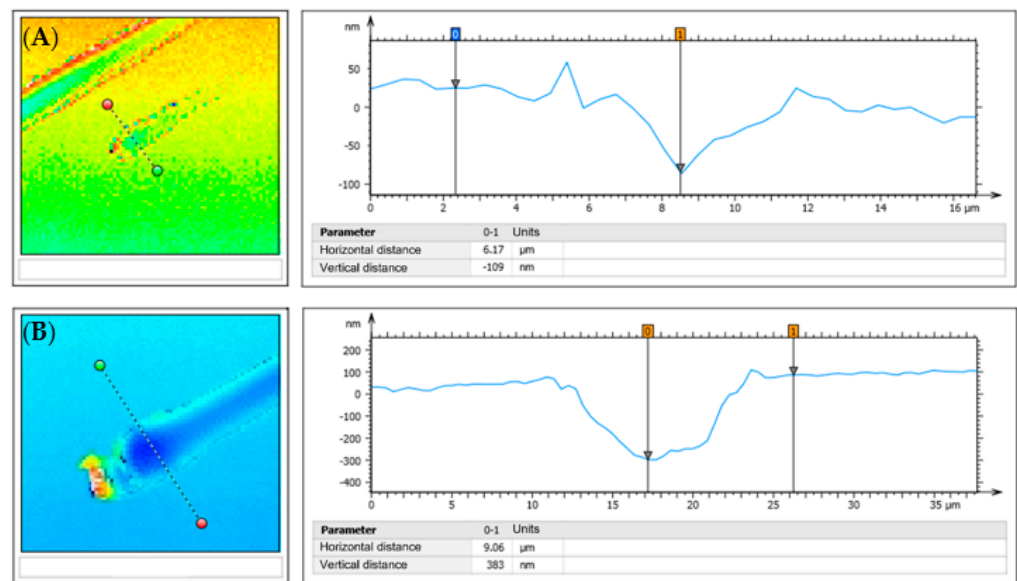 (A)
nm
0
1
50
0
-50
-100
0 2 4 6 8 10 12 14 16 µm
Parameter 0-1 Units
Horizontal distance 6.17 µm
Vertical distance -109 nm
(B)
nm
0
1
200
100
0
-100
-200
-300
-400
0 5 10 15 20 25 30 35 µm
Parameter 0-1 Units
Horizontal distance 9.06 µm
Vertical distance 383 nm